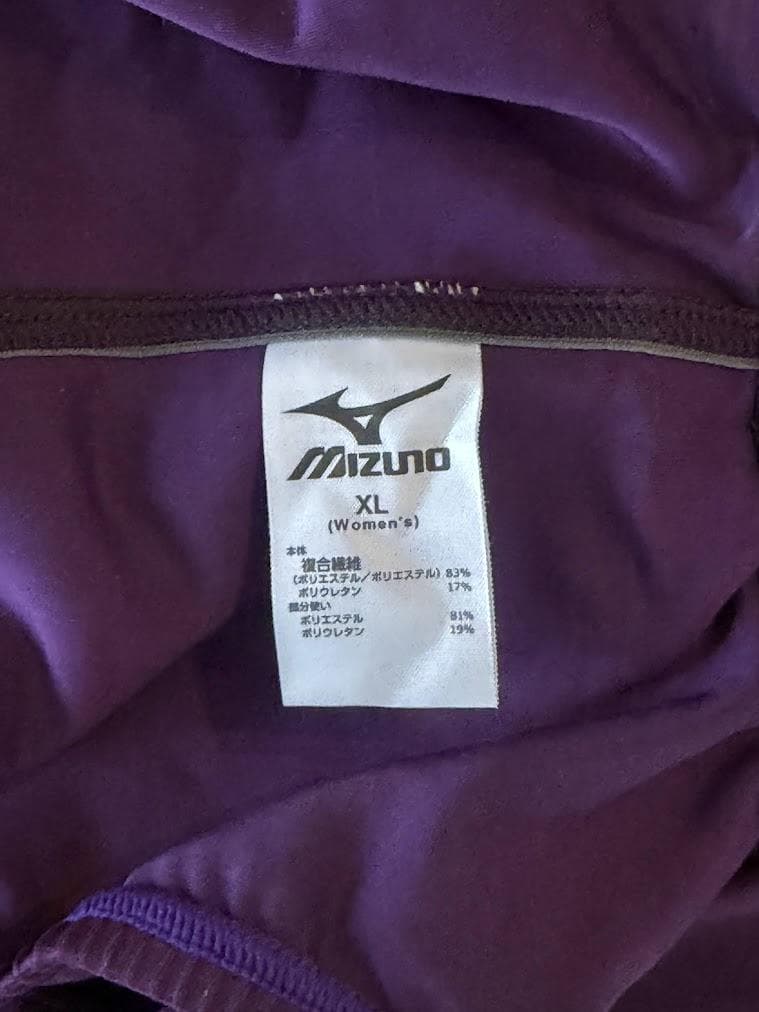 MIZUNO
XL
(Women's)
本体
複合繊維
(ポリエステル/ポリエステル) 83%
ポリウレタン 17%
部分使い
ポリエステル 81%
ポリウレタン 19%